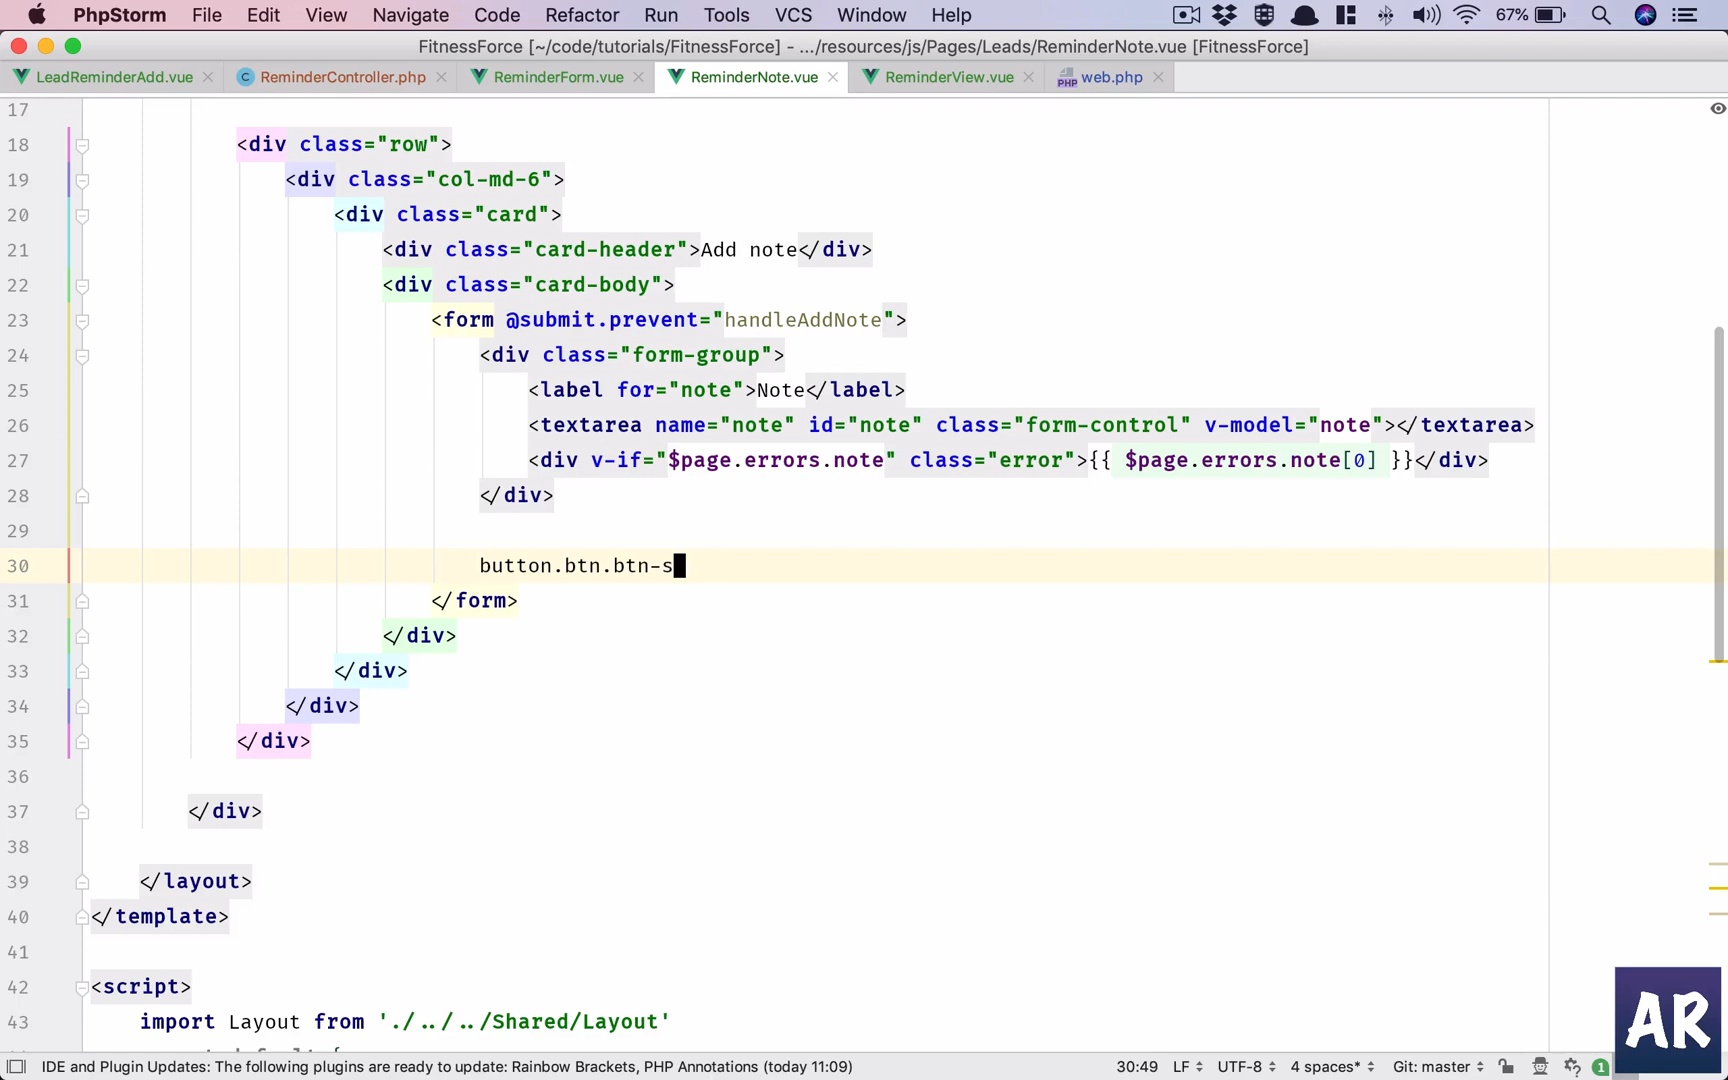 PhpStorm File Edit View Navigate Code Refactor Run Tools VCS Window Help 67%
FitnessForce [~/code/tutorials/FitnessForce] - .../resources/js/Pages/Leads/ReminderNote.vue [FitnessForce]
LeadReminderAdd.vue ReminderController.php ReminderForm.vue ReminderNote.vue ReminderView.vue web.php
17
18 <div class="row">
19 <div class="col-md-6">
20 <div class="card">
21 <div class="card-header">Add note</div>
22 <div class="card-body">
23 <form @submit.prevent="handleAddNote">
24 <div class="form-group">
25 <label for="note">Note</label>
26 <textarea name="note" id="note" class="form-control" v-model="note"></textarea>
27 <div v-if="$page.errors.note" class="error">{{ $page.errors.note[0] }}</div>
28 </div>
29
30 button.btn.btn-s
31 </form>
32 </div>
33 </div>
34 </div>
35 </div>
36
37 </div>
38
39 </layout>
40 </template>
41
42 <script>
43 import Layout from './../../Shared/Layout'
IDE and Plugin Updates: The following plugins are ready to update: Rainbow Brackets, PHP Annotations (today 11:09) 30:49 LF UTF-8 4 spaces* Git: master 1
AR